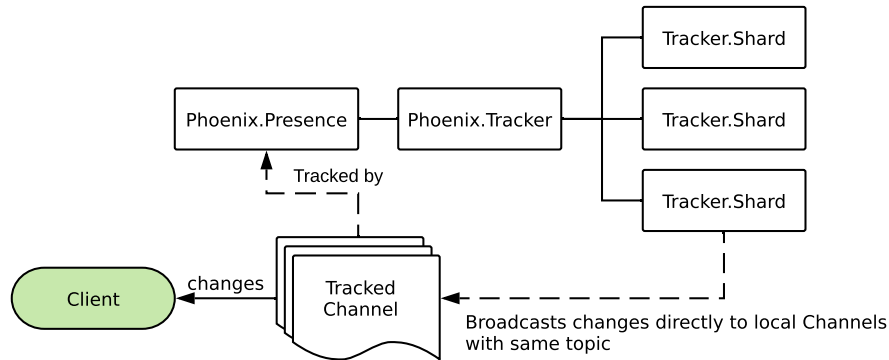 Tracker.Shard
Phoenix.Presence
Phoenix.Tracker
Tracker.Shard
Tracked by
Tracker.Shard
changes
Client
Tracked
Channel
Broadcasts changes directly to local Channels
with same topic